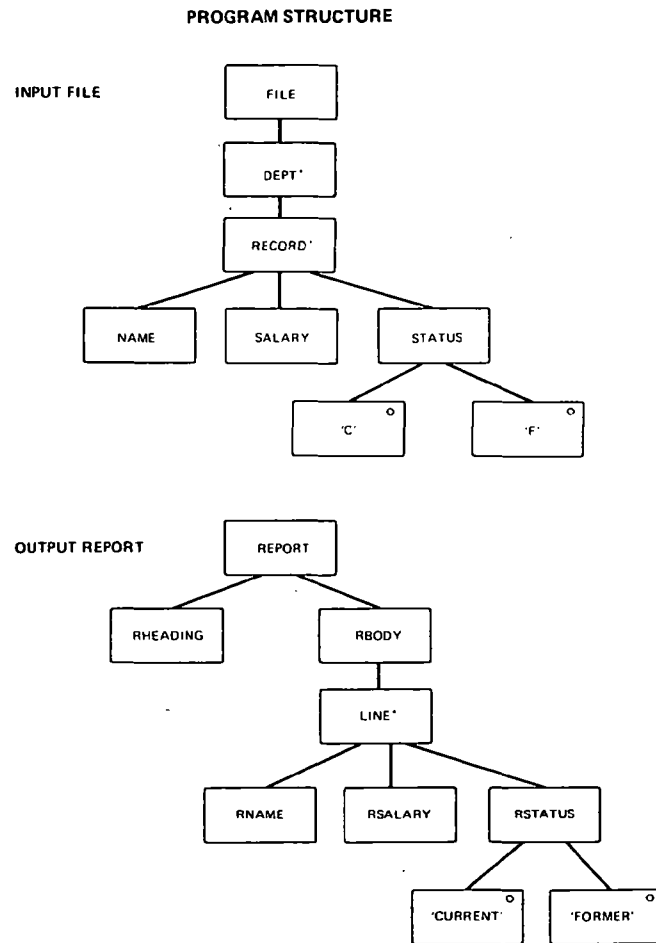 PROGRAM STRUCTURE
INPUT FILE
FILE
DEPT*
RECORD*
NAME
SALARY
STATUS
'C'
'F'
OUTPUT REPORT
REPORT
RHEADING
RBODY
LINE*
RNAME
RSALARY
RSTATUS
'CURRENT'
'FORMER'